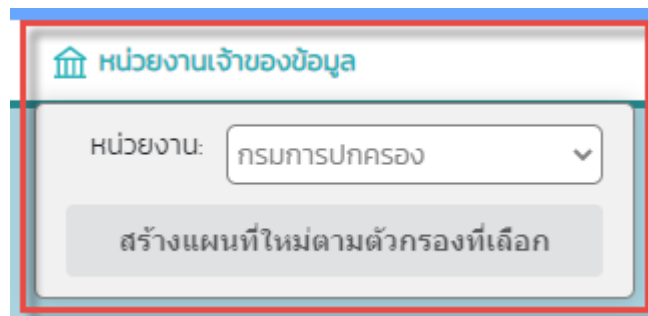 หน่วยงานเจ้าของข้อมูล
หน่วยงาน: กรมการปกครอง
สร้างแผนที่ใหม่ตามตัวกรองที่เลือก